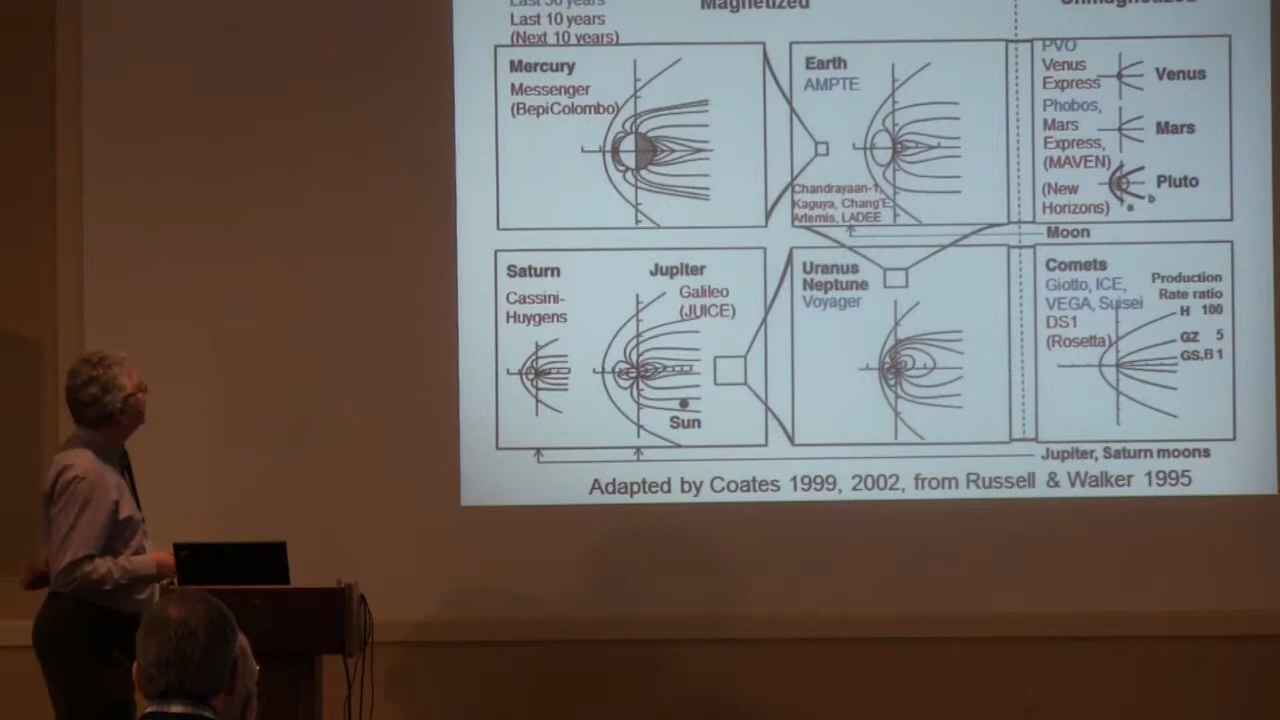 Last 50 years
Magnetized
Unmagnetized
Last 10 years
(Next 10 years)
Mercury
Messenger
(BepiColombo)
Earth
AMPTE
Chandrayaan-1,
Kaguya, Chang'E,
Artemis, LADEE
PVO
Venus
Express
Venus
Phobos,
Mars
Express,
(MAVEN)
Mars
(New
Horizons)
Pluto
a
b
Moon
Saturn
Cassini-
Huygens
Jupiter
Galileo
(JUICE)
Sun
Uranus
Neptune
Voyager
Comets
Giotto, ICE,
VEGA, Suisei
DS1
(Rosetta)
Production
Rate ratio
H 100
GZ 5
GS,B 1
Jupiter, Saturn moons
Adapted by Coates 1999, 2002, from Russell & Walker 1995